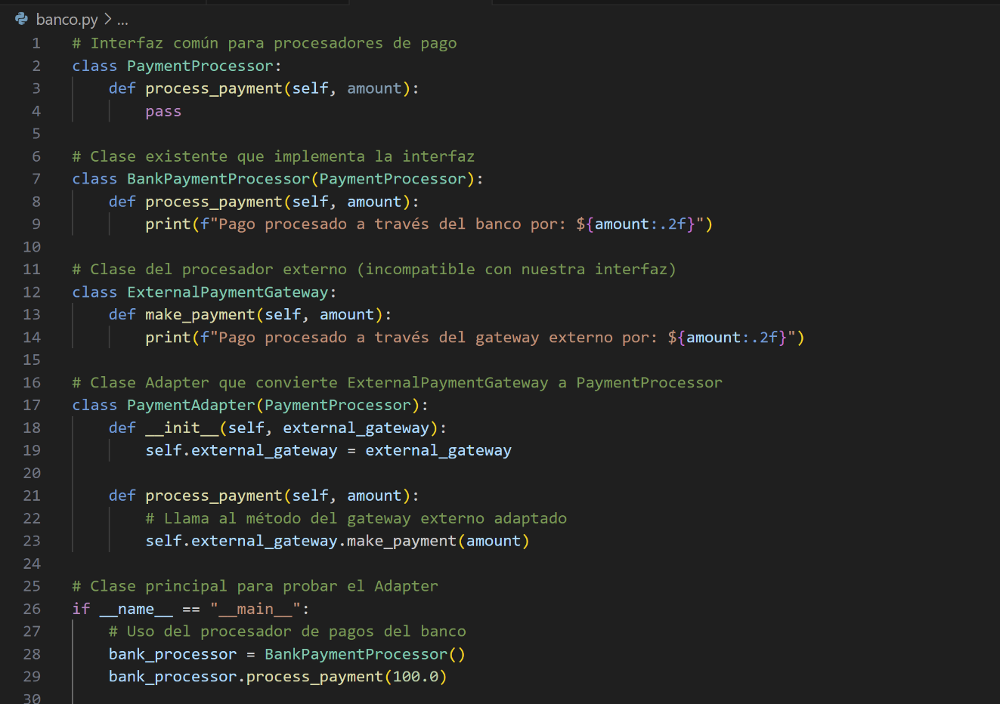 banco.py > ...
1 # Interfaz común para procesadores de pago
2 class PaymentProcessor:
3     def process_payment(self, amount):
4         pass
5
6 # Clase existente que implementa la interfaz
7 class BankPaymentProcessor(PaymentProcessor):
8     def process_payment(self, amount):
9         print(f"Pago procesado a través del banco por: ${amount:.2f}")
10
11 # Clase del procesador externo (incompatible con nuestra interfaz)
12 class ExternalPaymentGateway:
13     def make_payment(self, amount):
14         print(f"Pago procesado a través del gateway externo por: ${amount:.2f}")
15
16 # Clase Adapter que convierte ExternalPaymentGateway a PaymentProcessor
17 class PaymentAdapter(PaymentProcessor):
18     def __init__(self, external_gateway):
19         self.external_gateway = external_gateway
20
21     def process_payment(self, amount):
22         # Llama al método del gateway externo adaptado
23         self.external_gateway.make_payment(amount)
24
25 # Clase principal para probar el Adapter
26 if __name__ == "__main__":
27     # Uso del procesador de pagos del banco
28     bank_processor = BankPaymentProcessor()
29     bank_processor.process_payment(100.0)
30